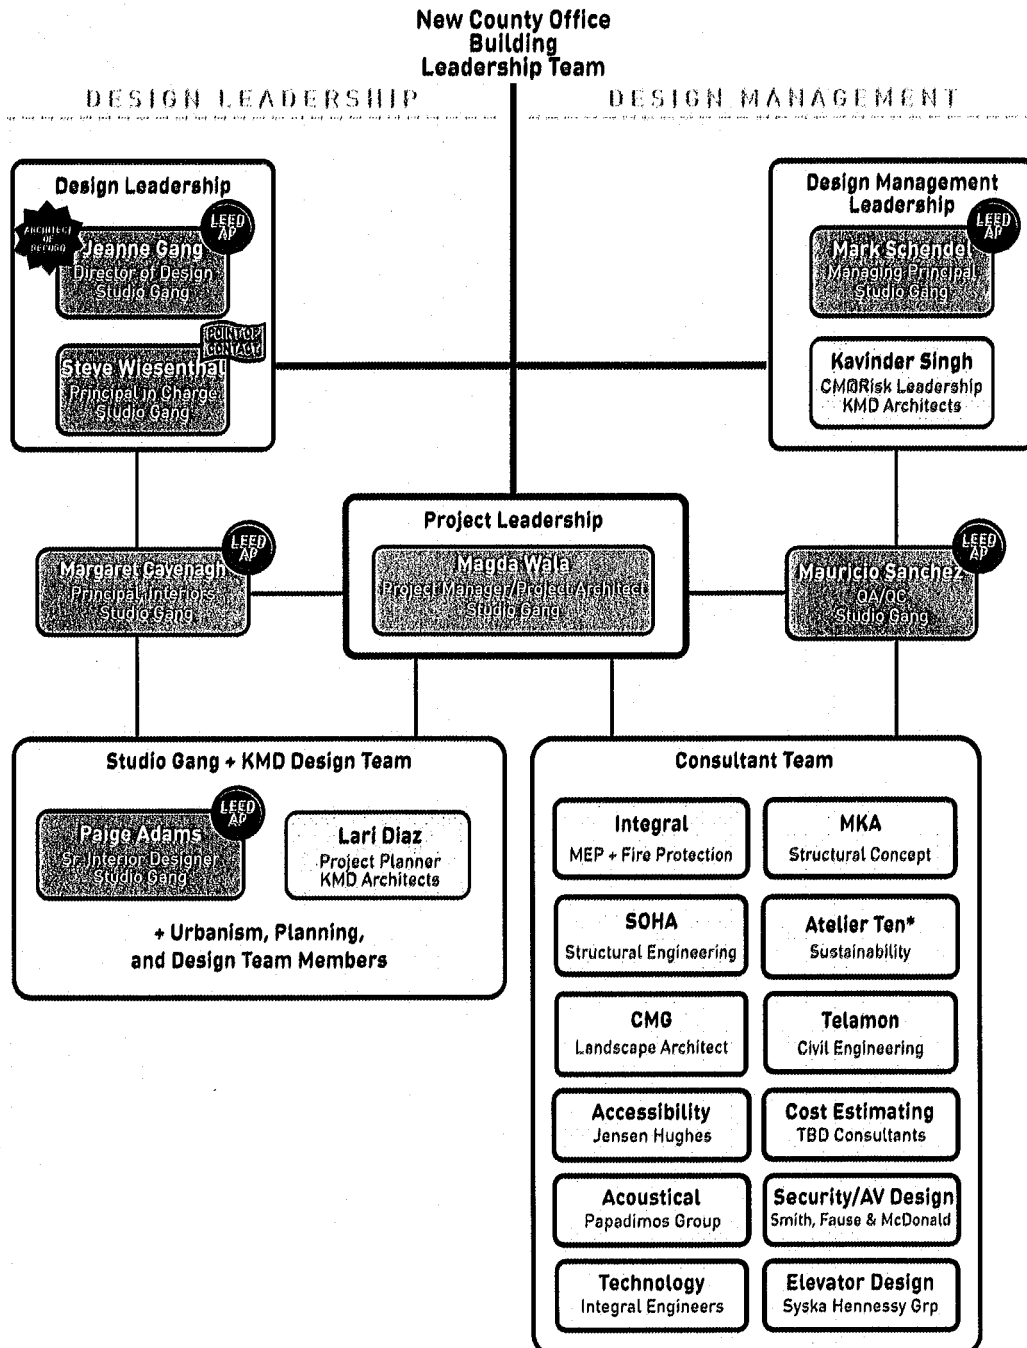 New County Office
Building
Leadership Team
DESIGN LEADERSHIP
DESIGN MANAGEMENT
Design Leadership
ARCHITECT
OF
RECORD
LEED
AP
Jeanne Gang
Director of Design
Studio Gang
POINT OF
CONTACT
Steve Wiesenthal
Principal in Charge
Studio Gang
Design Management
Leadership
LEED
AP
Mark Schendel
Managing Principal
Studio Gang
Kavinder Singh
CM@Risk Leadership
KMD Architects
Project Leadership
LEED
AP
Margaret Cavenagh
Principal, Interiors
Studio Gang
Magda Wala
Project Manager/Project Architect
Studio Gang
LEED
AP
Mauricio Sanchez
QA/QC
Studio Gang
Studio Gang + KMD Design Team
LEED
AP
Paige Adams
Sr. Interior Designer
Studio Gang
Lari Diaz
Project Planner
KMD Architects
+ Urbanism, Planning,
and Design Team Members
Consultant Team
Integral
MEP + Fire Protection
MKA
Structural Concept
SOHA
Structural Engineering
Atelier Ten*
Sustainability
CMG
Landscape Architect
Telamon
Civil Engineering
Accessibility
Jensen Hughes
Cost Estimating
TBD Consultants
Acoustical
Papadimos Group
Security/AV Design
Smith, Fause & McDonald
Technology
Integral Engineers
Elevator Design
Syska Hennessy Grp